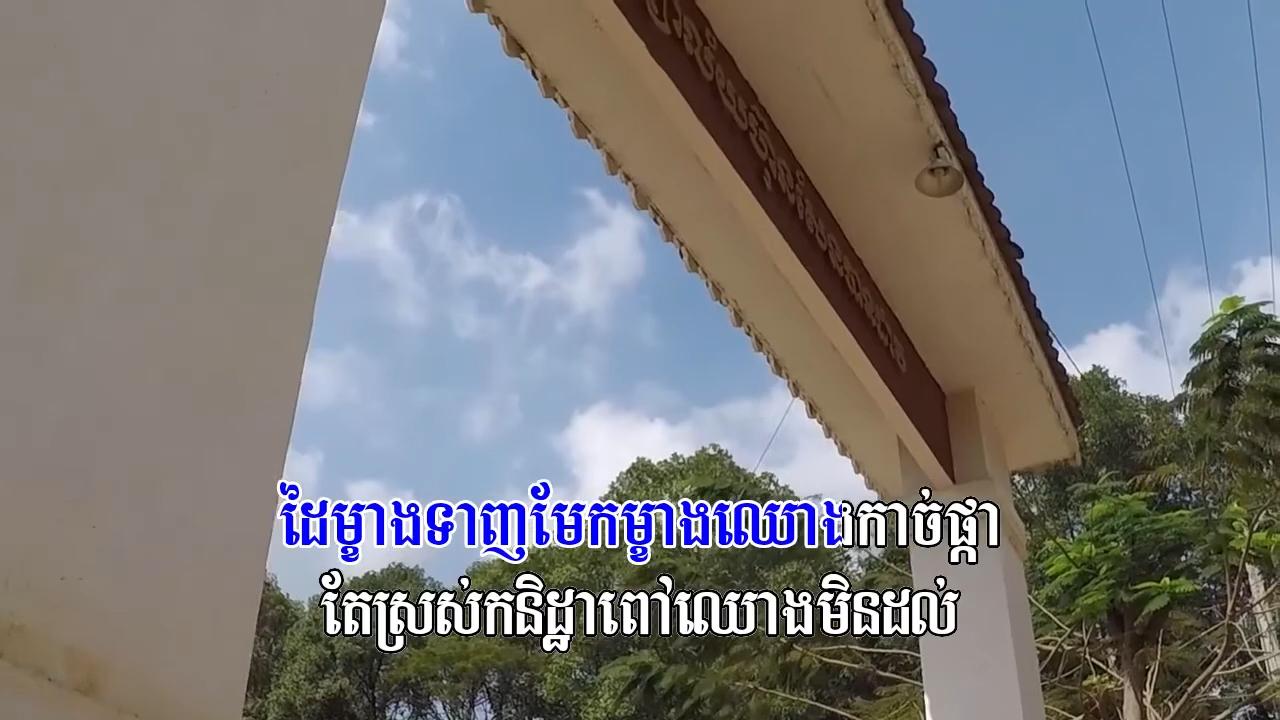 ដៃម្ខាងទាញមែកម្ខាងឈោងកាច់ផ្កា
តែស្រស់កនិដ្ឋាពៅឈោងមិនដល់